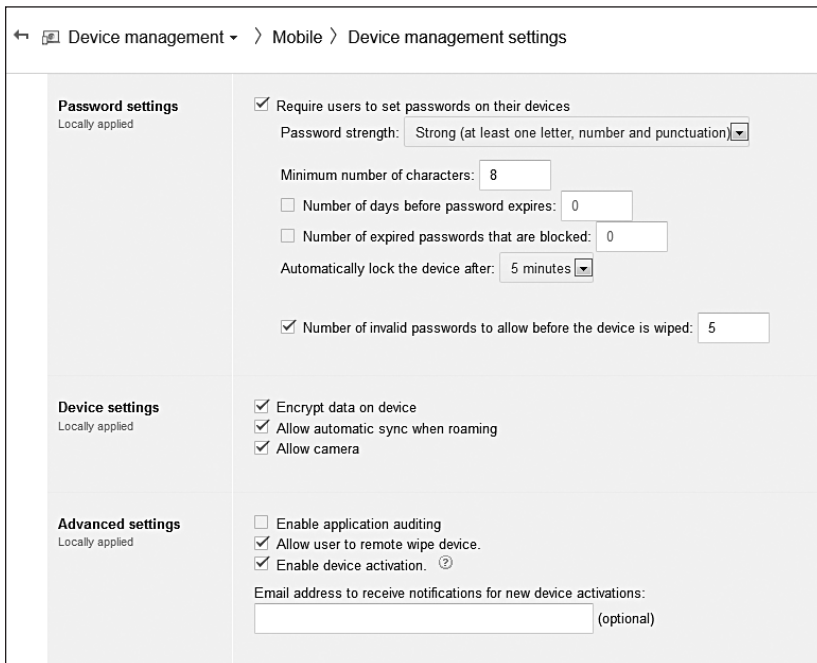 Device management > Mobile > Device management settings
Password settings
Locally applied
Require users to set passwords on their devices
Password strength: Strong (at least one letter, number and punctuation)
Minimum number of characters: 8
Number of days before password expires: 0
Number of expired passwords that are blocked: 0
Automatically lock the device after: 5 minutes
Number of invalid passwords to allow before the device is wiped: 5
Device settings
Locally applied
Encrypt data on device
Allow automatic sync when roaming
Allow camera
Advanced settings
Locally applied
Enable application auditing
Allow user to remote wipe device.
Enable device activation. ?
Email address to receive notifications for new device activations:
(optional)